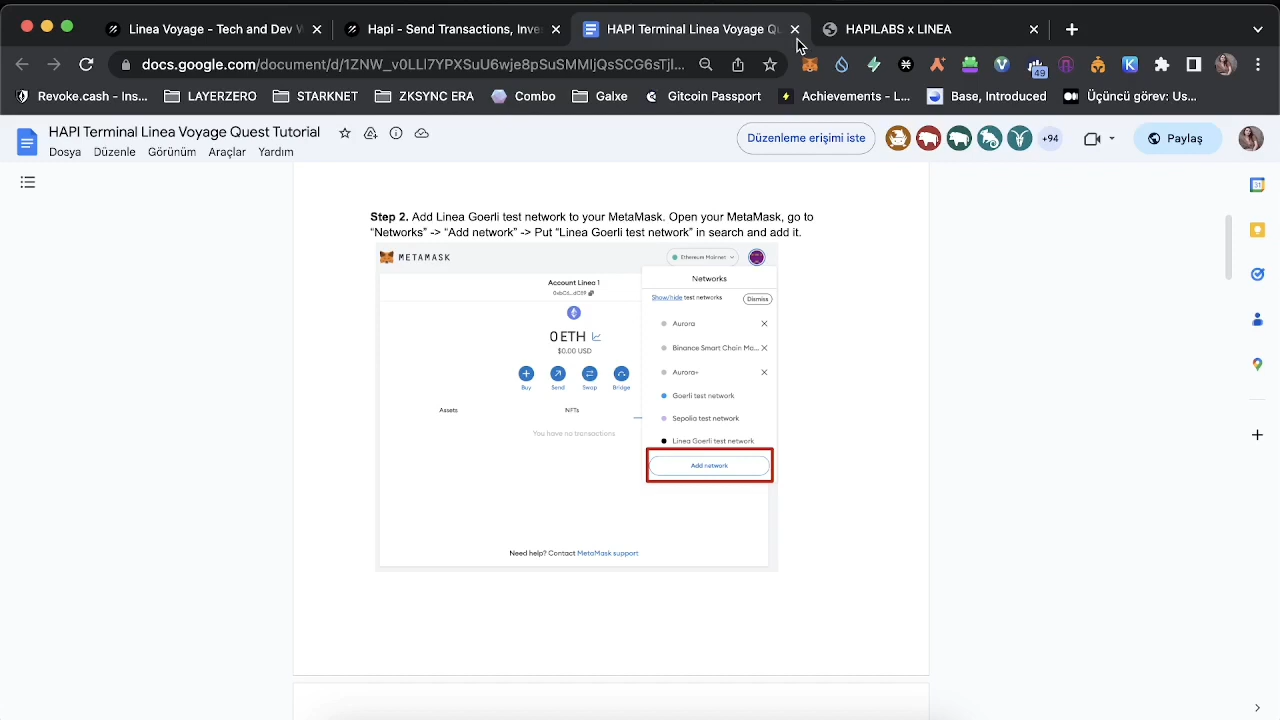 Linea Voyage - Tech and Dev V
Hapi - Send Transactions, Inve
HAPI Terminal Linea Voyage Qu
HAPILABS x LINEA
docs.google.com/document/d/1ZNW_v0LLl7YPXSuU6wje8pSuSMMIjQsSCG6sTjl...
49
Revoke.cash - Ins...
LAYERZERO
STARKNET
ZKSYNC ERA
Combo
Galxe
Gitcoin Passport
Achievements - L...
Base, Introduced
Üçüncü görev: Us...
HAPI Terminal Linea Voyage Quest Tutorial
Dosya Düzenle Görünüm Araçlar Yardım
Düzenleme erişimi iste
+94
Paylaş
31
Step 2. Add Linea Goerli test network to your MetaMask. Open your MetaMask, go to
“Networks” -> “Add network” -> Put “Linea Goerli test network” in search and add it.
METAMASK
Ethereum Mainnet
Account Lineo 1
0 ETH
$0.00 USD
Buy Send Swap Bridge
Assets NFTs
You have no transactions
Networks
Show/hide test networks
Dismiss
Aurora
Binance Smart Chain Ma...
Aurora+
Goerli test network
Sepolia test network
Linea Goerli test network
Add network
Need help? Contact MetaMask support